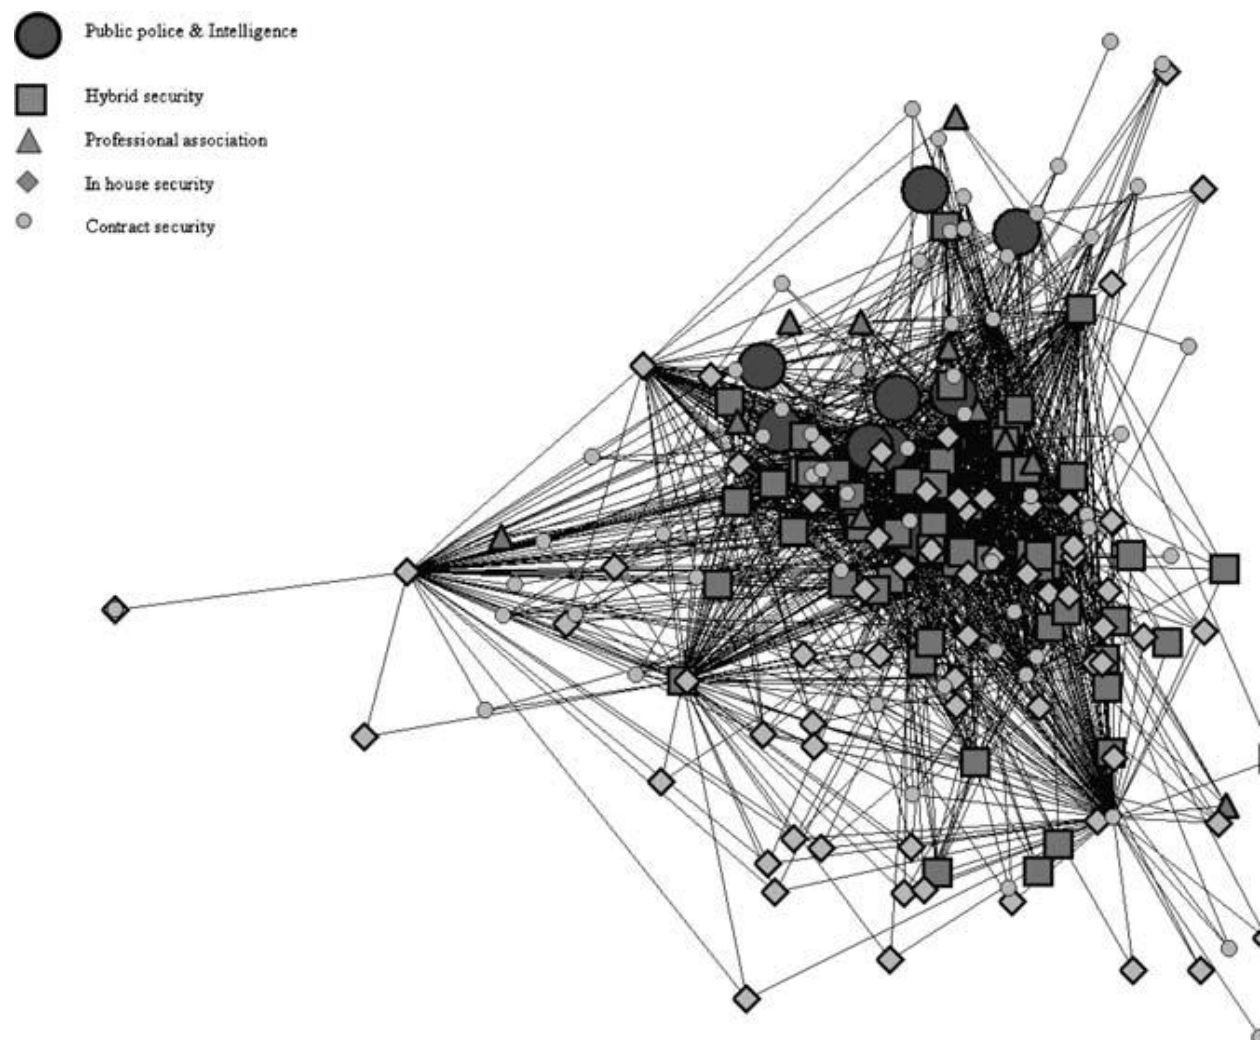 Public police & Intelligence
Hybrid security
Professional association
In house security
Contract security